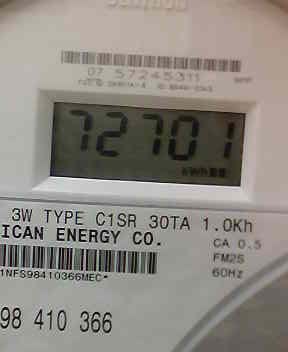 07 57245311
72701
kWh
3W TYPE C1SR 30TA 1.0Kh
ICAN ENERGY CO.
CA 0.5
FM2S
60Hz
1NFS98410366MEC*
98 410 366